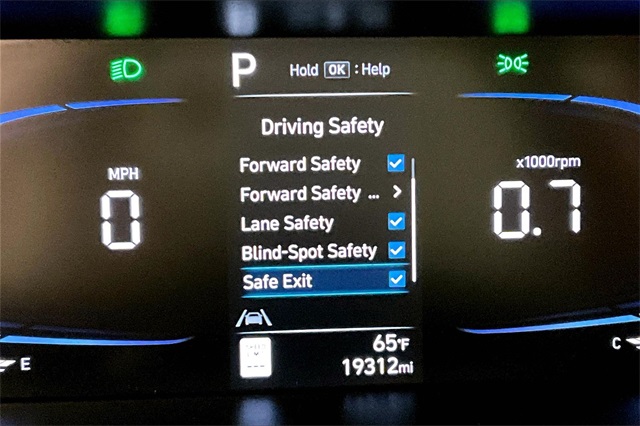 P Hold OK : Help
Driving Safety
Forward Safety
Forward Safety ...
Lane Safety
Blind-Spot Safety
Safe Exit
MPH
0
x1000rpm
0.7
65°F
19312mi
E
C